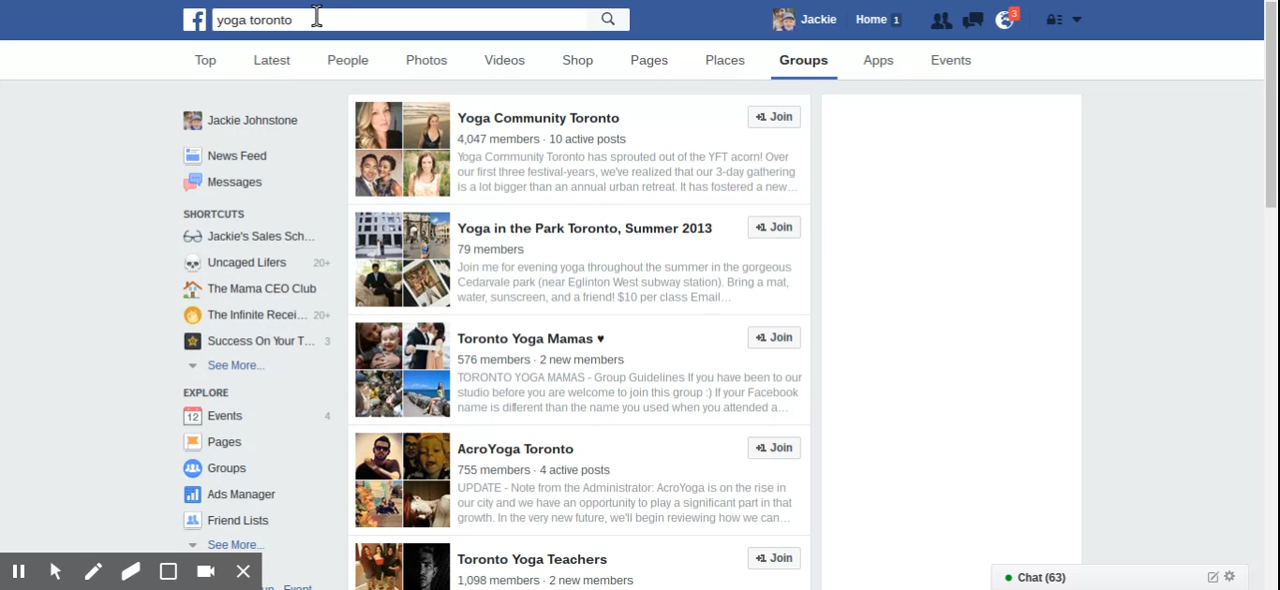 yoga toronto
Jackie
Home 1
3
Top Latest People Photos Videos Shop Pages Places Groups Apps Events
Jackie Johnstone
News Feed
Messages
SHORTCUTS
Jackie's Sales Sch...
Uncaged Lifers 20+
The Mama CEO Club
The Infinite Recei... 20+
Success On Your T... 3
See More...
EXPLORE
12 Events 4
Pages
Groups
Ads Manager
Friend Lists
See More...
Yoga Community Toronto
+1 Join
4,047 members · 10 active posts
Yoga Community Toronto has sprouted out of the YFT acorn! Over
our first three festival-years, we've realized that our 3-day gathering
is a lot bigger than an annual urban retreat. It has fostered a new...
Yoga in the Park Toronto, Summer 2013
+1 Join
79 members
Join me for evening yoga throughout the summer in the gorgeous
Cedarvale park (near Eglinton West subway station). Bring a mat,
water, sunscreen, and a friend! $10 per class Email...
Toronto Yoga Mamas ♥
+1 Join
576 members · 2 new members
TORONTO YOGA MAMAS - Group Guidelines If you have been to our
studio before you are welcome to join this group :) If your Facebook
name is different than the name you used when you attended a...
AcroYoga Toronto
+1 Join
755 members · 4 active posts
UPDATE - Note from the Administrator: AcroYoga is on the rise in
our city and we have an opportunity to play a significant part in that
growth. In the very new future, we'll begin reviewing how we can...
Toronto Yoga Teachers
+1 Join
1,098 members · 2 new members
Chat (63)